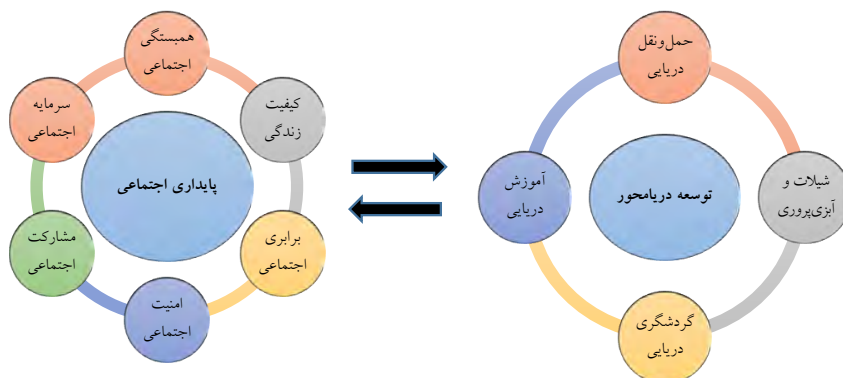 همبستگی
اجتماعی
کیفیت
زندگی
برابری
اجتماعی
امنیت
اجتماعی
مشارکت
اجتماعی
سرمایه
اجتماعی
پایداری اجتماعی
حمل‌ونقل
دریایی
شیلات و
آبزی‌پروری
گردشگری
دریایی
آموزش
دریایی
توسعه دریامحور